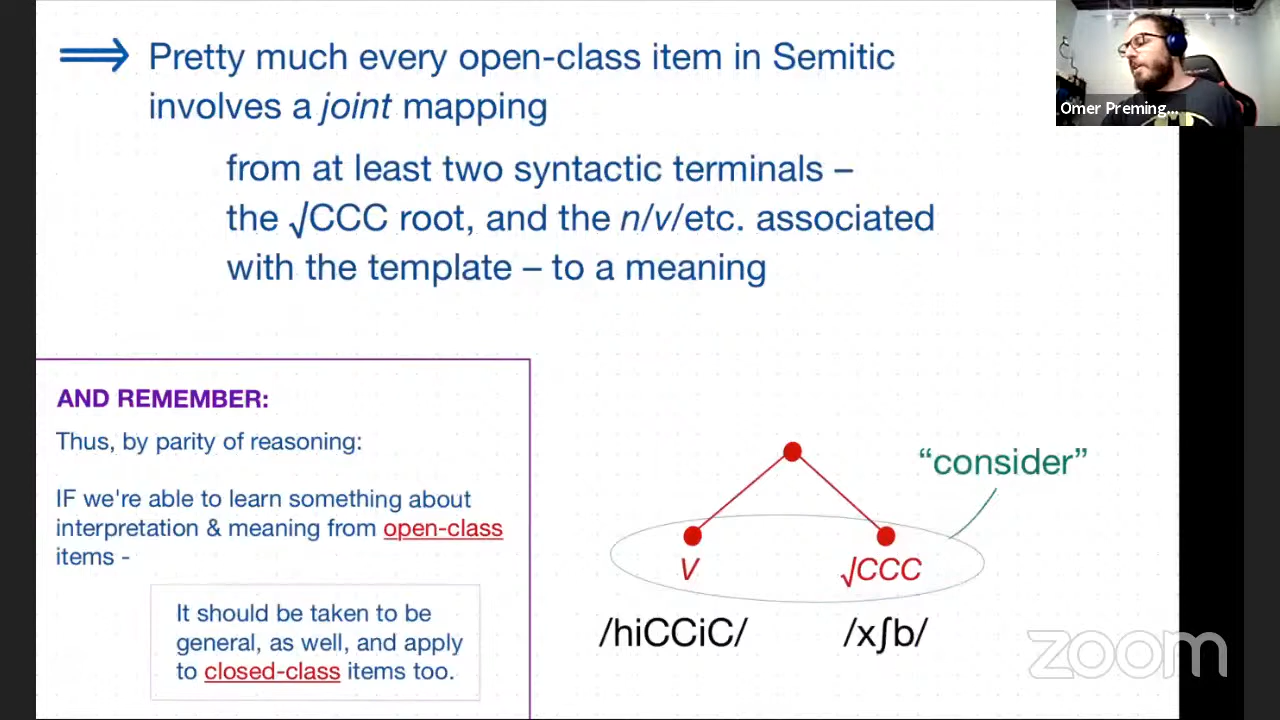 ⟹ Pretty much every open-class item in Semitic
involves a joint mapping
from at least two syntactic terminals –
the √CCC root, and the n/v/etc. associated
with the template – to a meaning
Omer Preming...
AND REMEMBER:
Thus, by parity of reasoning:
IF we're able to learn something about
interpretation & meaning from open-class
items -
It should be taken to be
general, as well, and apply
to closed-class items too.
“consider”
V √CCC
/hiCCiC/ /xʃb/
zoom